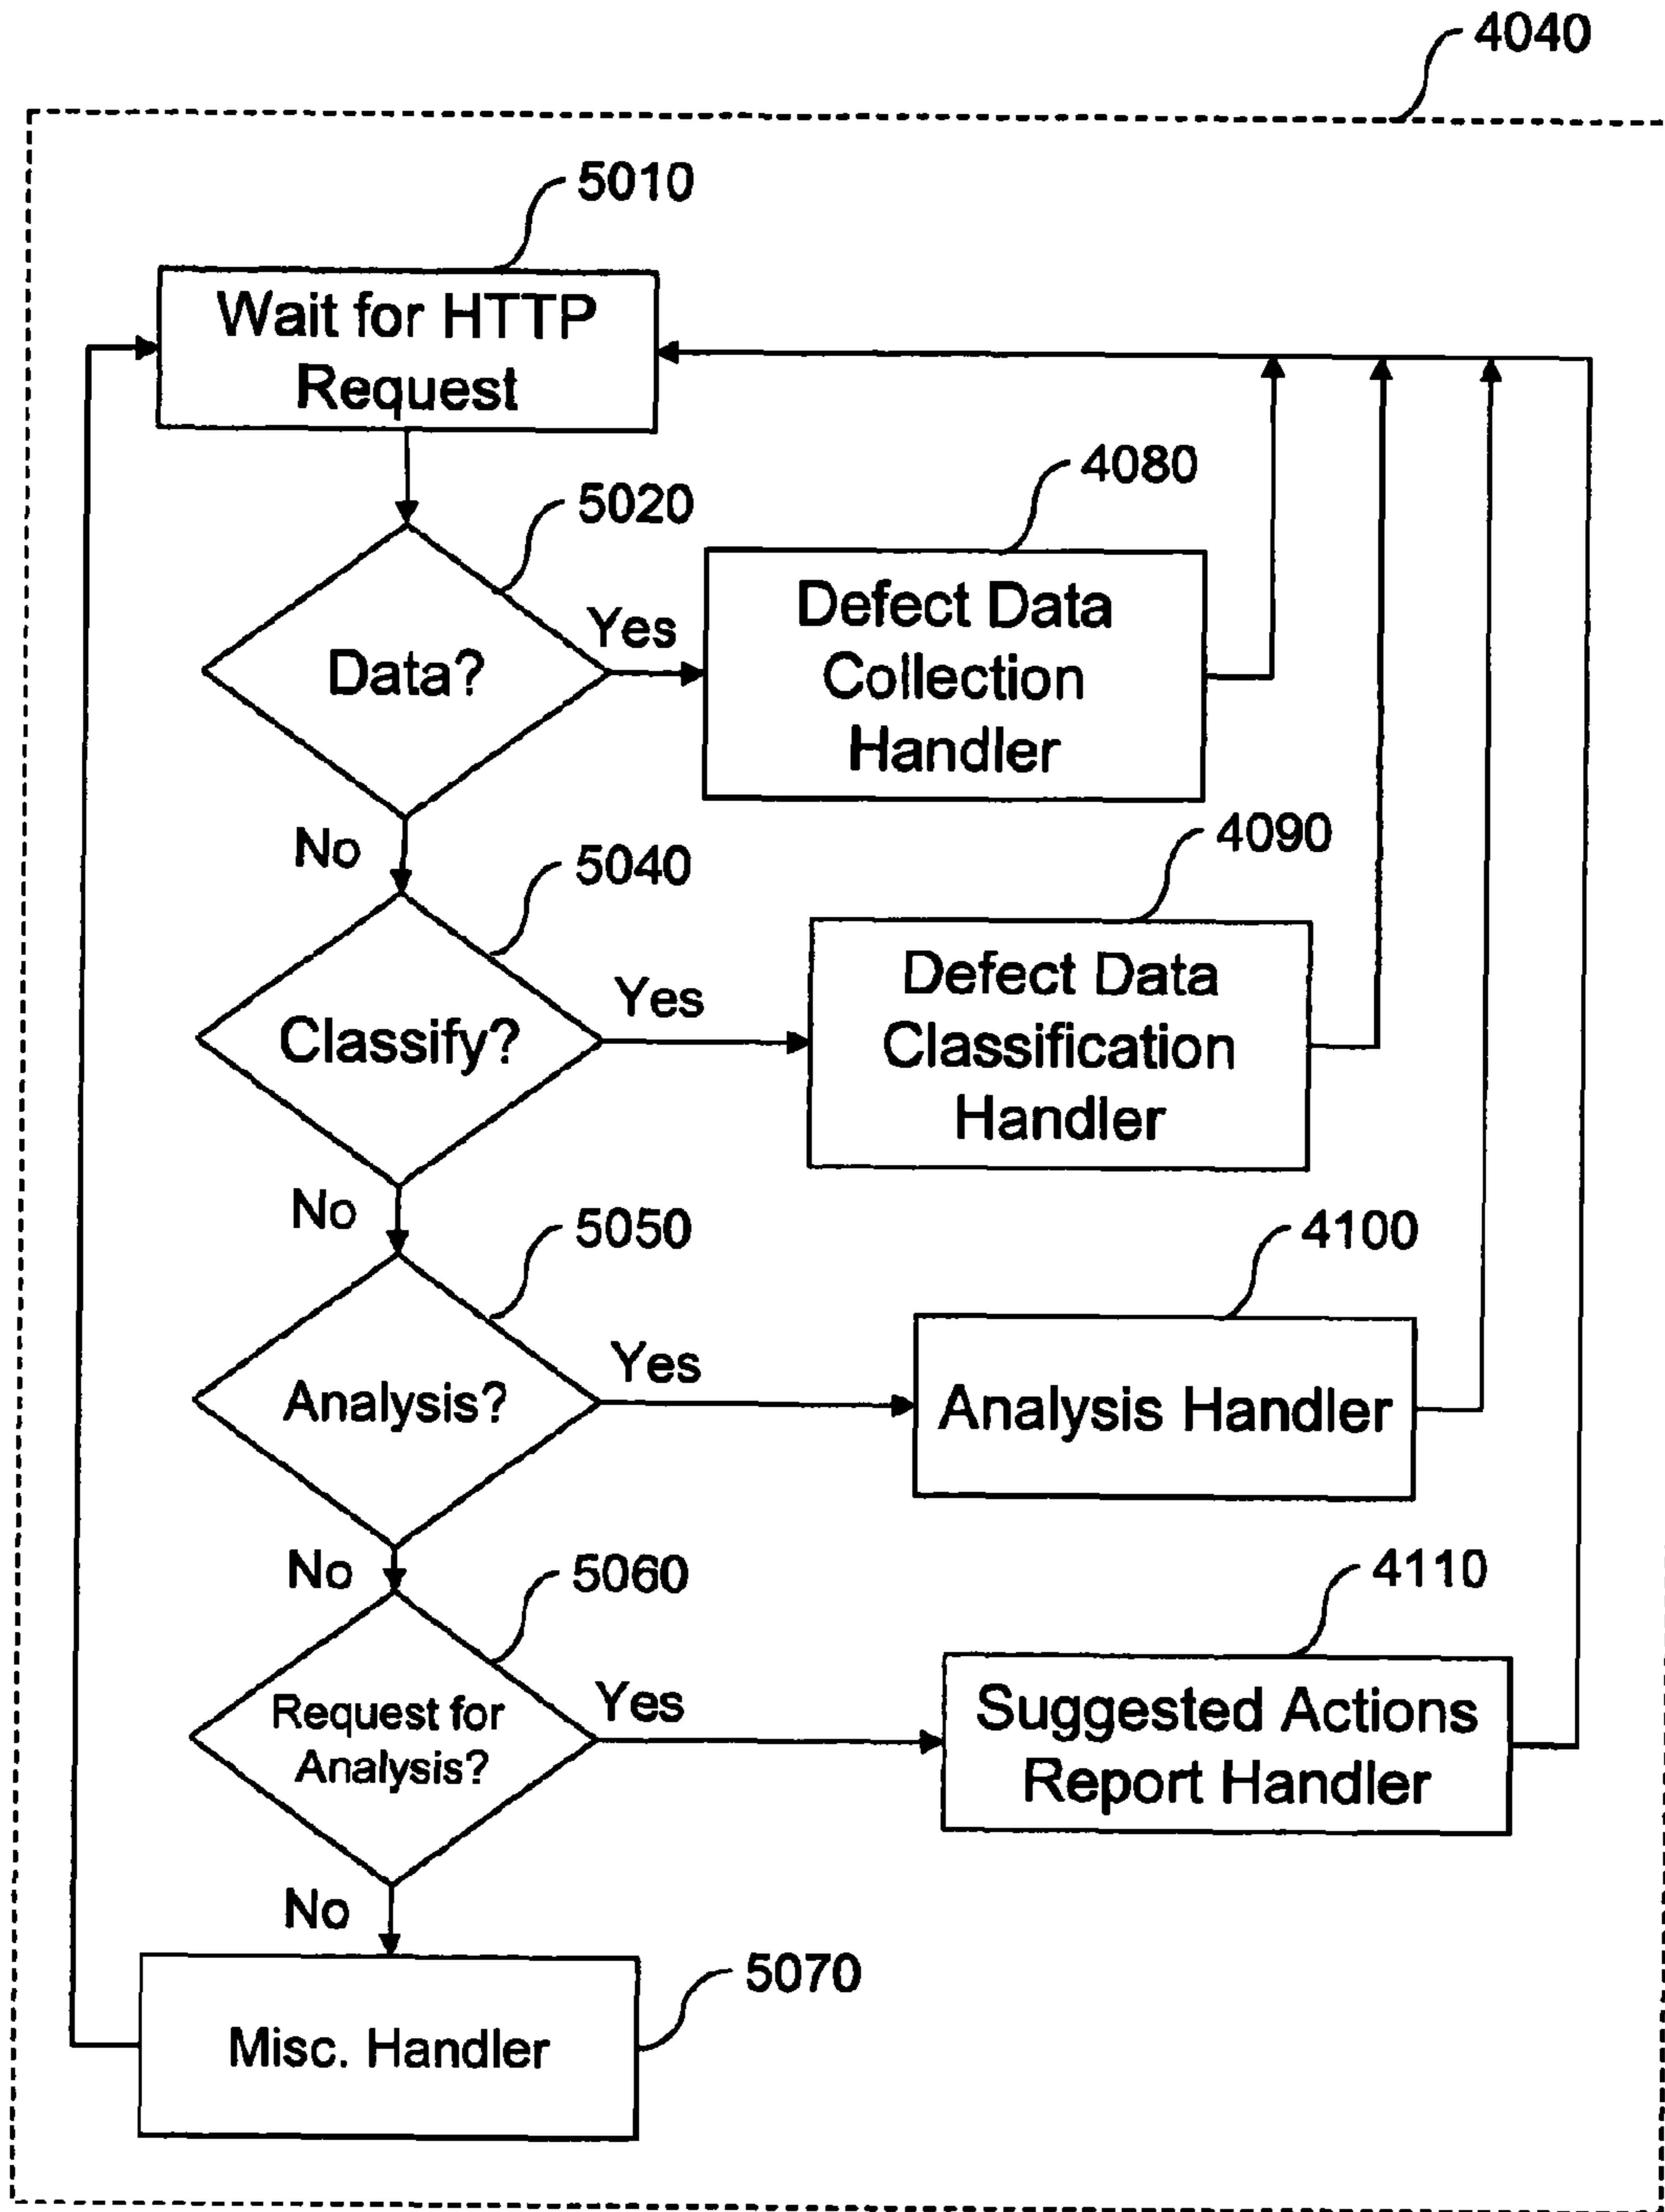 4040
5010
Wait for HTTP
Request
5020
4080
Data?
Yes
Defect Data
Collection
Handler
No
5040
4090
Classify?
Yes
Defect Data
Classification
Handler
No
5050
4100
Analysis?
Yes
Analysis Handler
No
5060
4110
Request for
Analysis?
Yes
Suggested Actions
Report Handler
No
5070
Misc. Handler